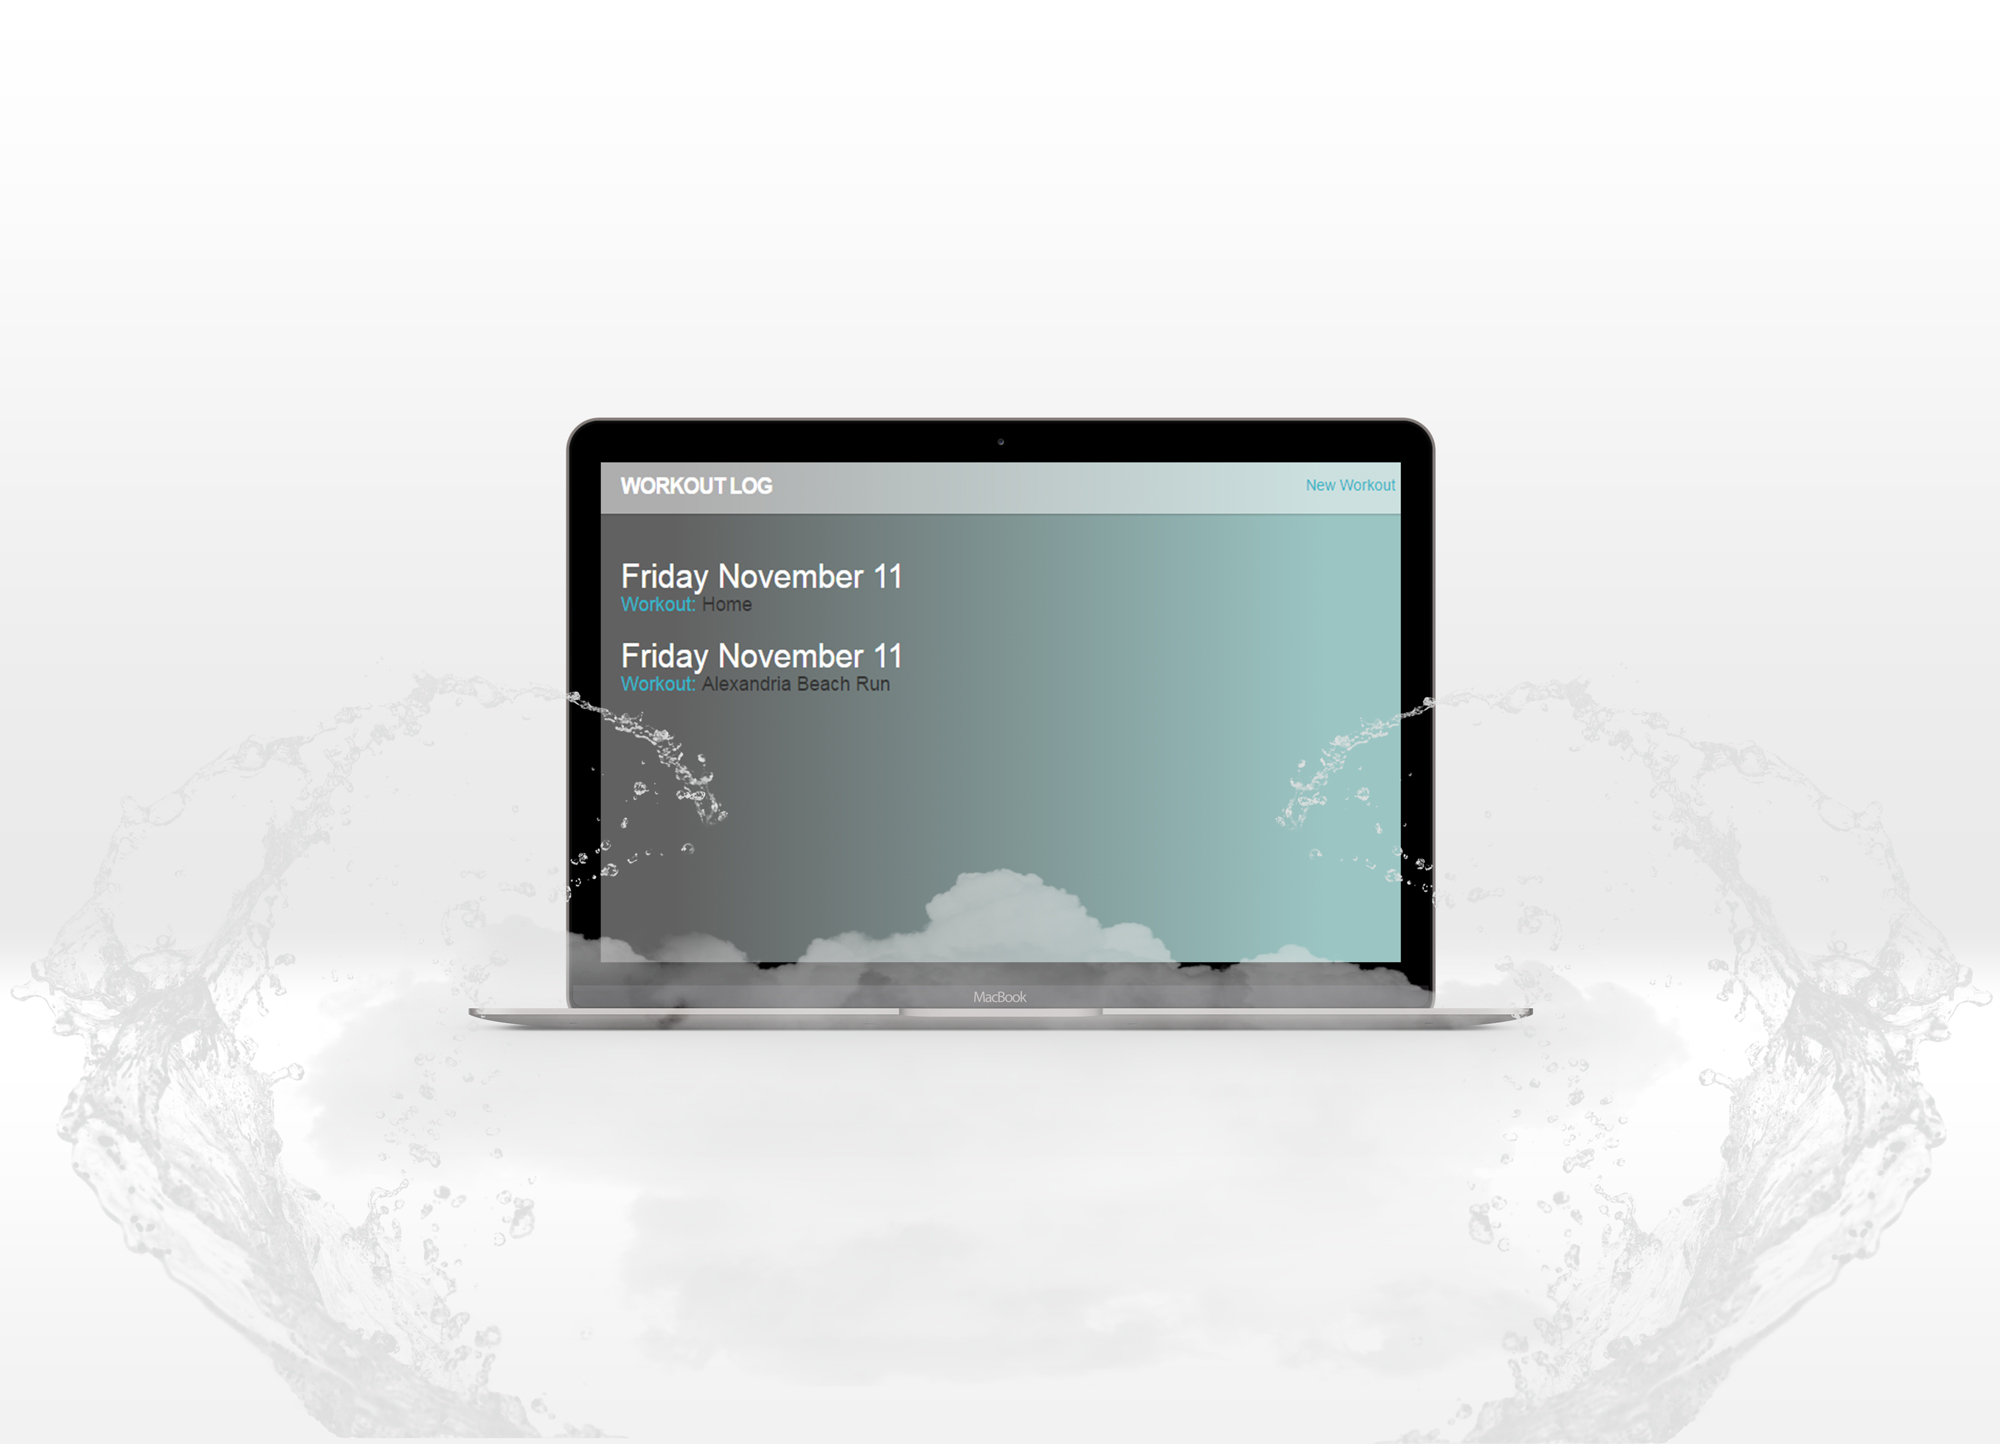 WORKOUT LOG
New Workout
Friday November 11
Workout: Home
Friday November 11
Workout: Alexandria Beach Run
MacBook